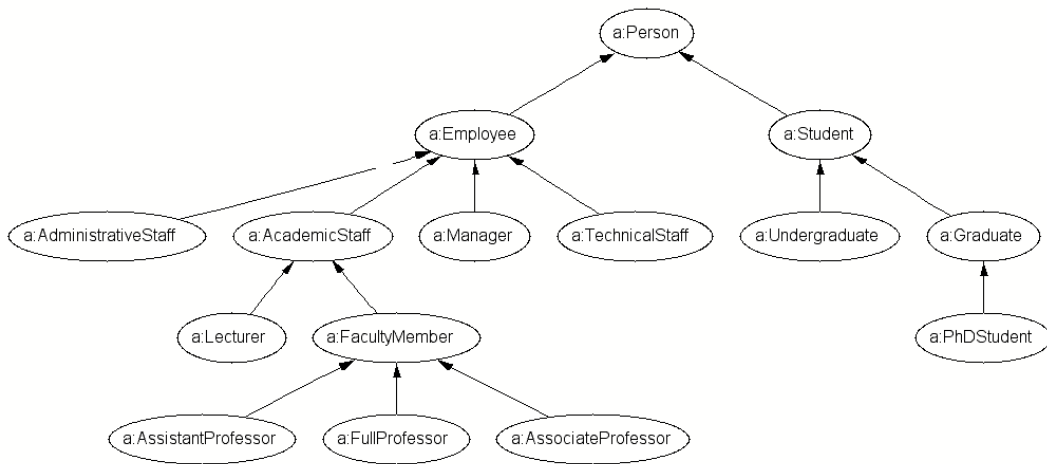 a:Person
a:Employee
a:Student
a:AdministrativeStaff
a:AcademicStaff
a:Manager
a:TechnicalStaff
a:Undergraduate
a:Graduate
a:Lecturer
a:FacultyMember
a:PhDStudent
a:AssistantProfessor
a:FullProfessor
a:AssociateProfessor